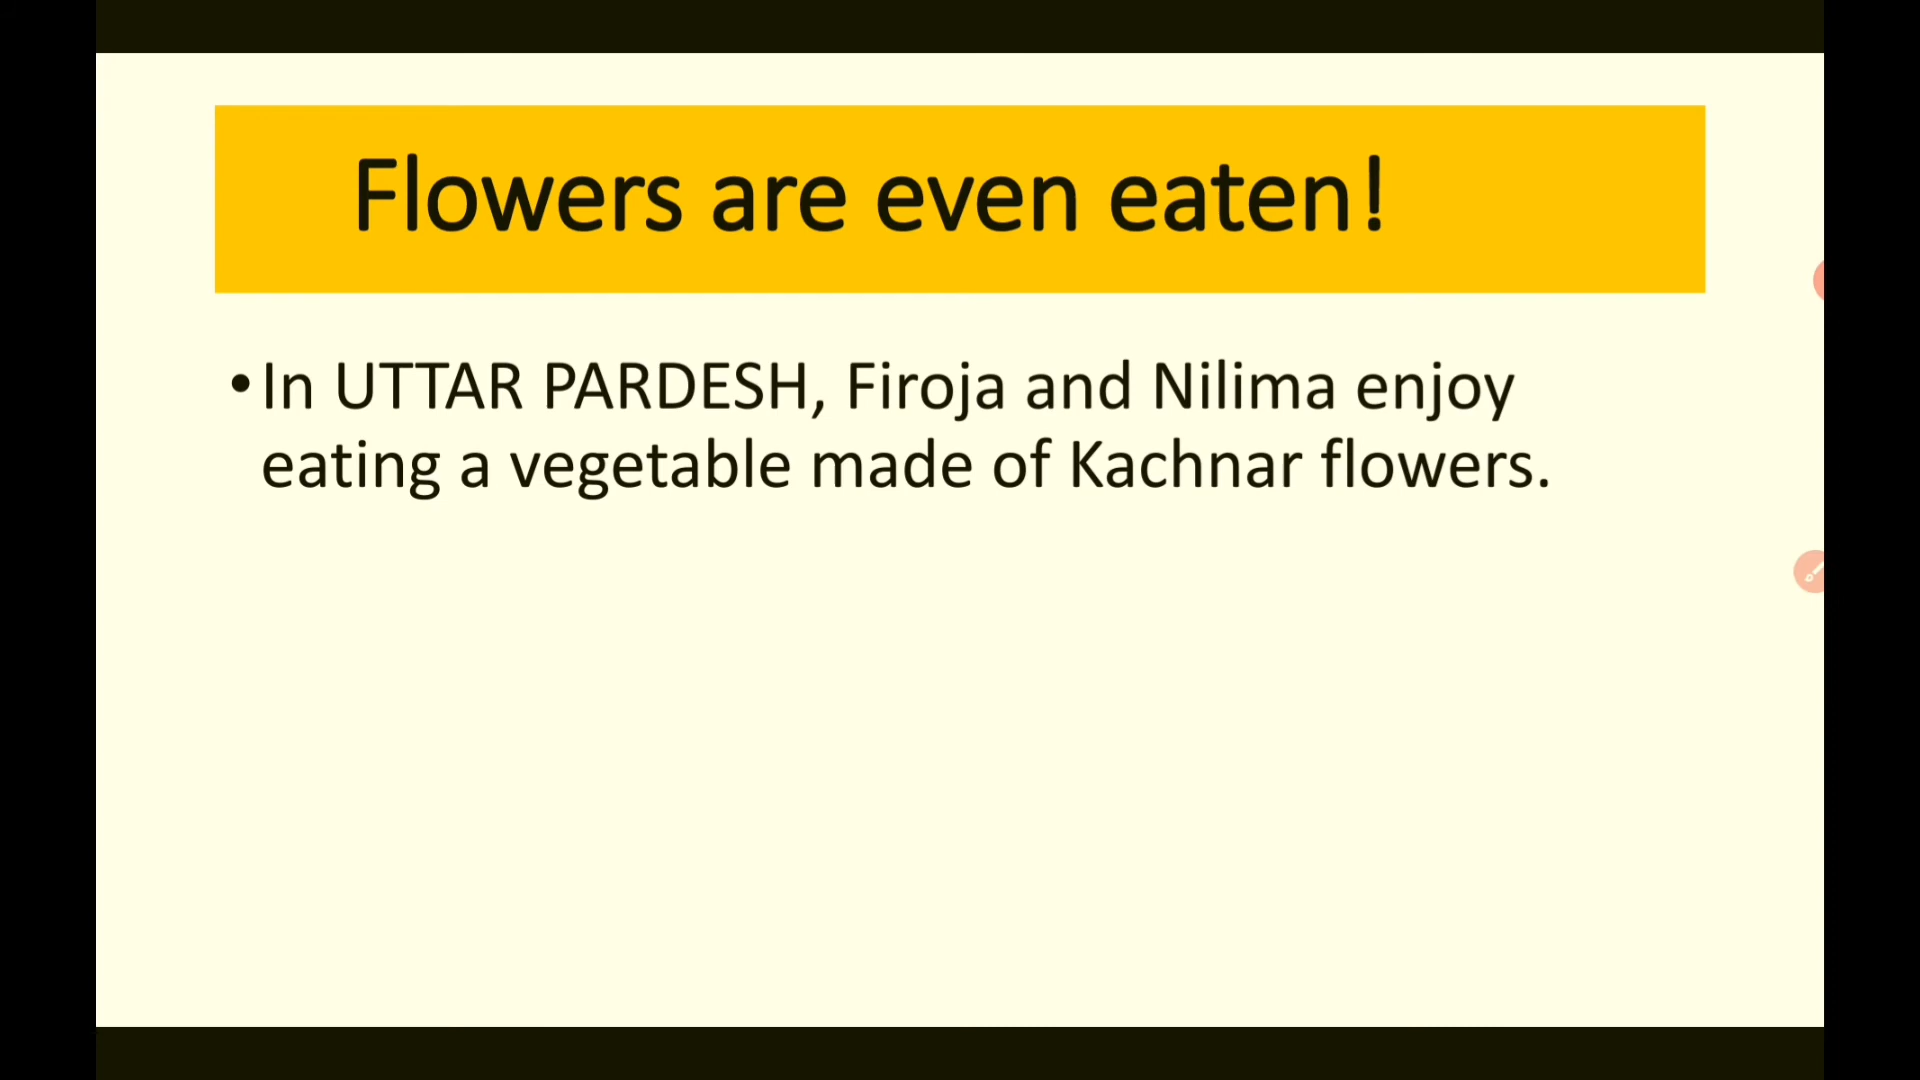 Flowers are even eaten!
•In UTTAR PARDESH, Firoja and Nilima enjoy
eating a vegetable made of Kachnar flowers.